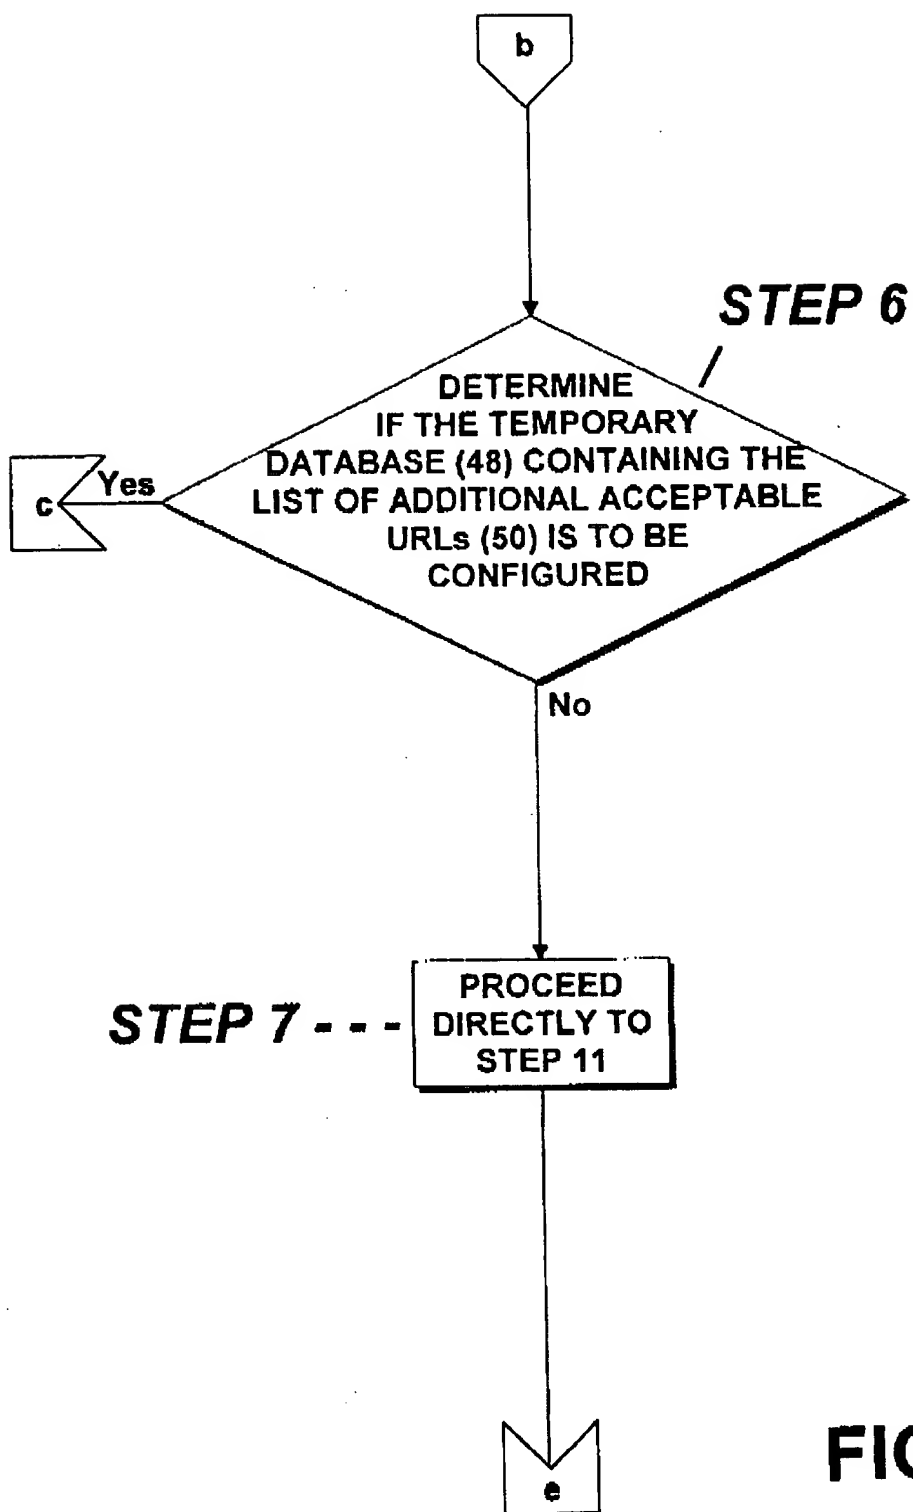 b
STEP 6
DETERMINE
IF THE TEMPORARY
DATABASE (48) CONTAINING THE
LIST OF ADDITIONAL ACCEPTABLE
URLs (50) IS TO BE
CONFIGURED
c
Yes
No
STEP 7 - - -
PROCEED
DIRECTLY TO
STEP 11
e